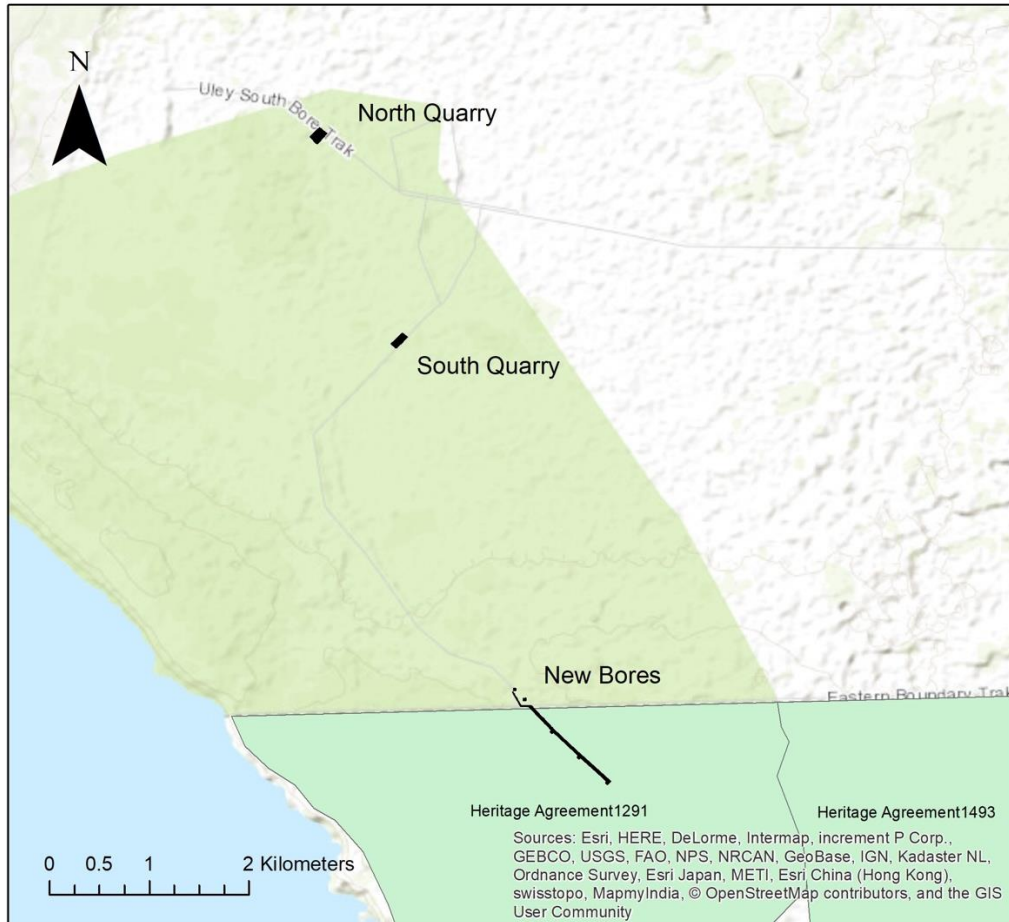 N
Uley South Bore Trak
North Quarry
South Quarry
New Bores
Eastern Boundary Trak
Heritage Agreement1291
Heritage Agreement1493
0 0.5 1 2 Kilometers
Sources: Esri, HERE, DeLorme, Intermap, increment P Corp.,
GEBCO, USGS, FAO, NPS, NRCAN, GeoBase, IGN, Kadaster NL,
Ordnance Survey, Esri Japan, METI, Esri China (Hong Kong),
swisstopo, MapmyIndia, © OpenStreetMap contributors, and the GIS
User Community